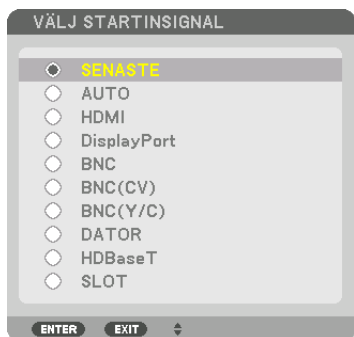 VÄLJ STARTINSIGNAL
SENASTE
AUTO
HDMI
DisplayPort
BNC
BNC(CV)
BNC(Y/C)
DATOR
HDBaseT
SLOT
ENTER EXIT